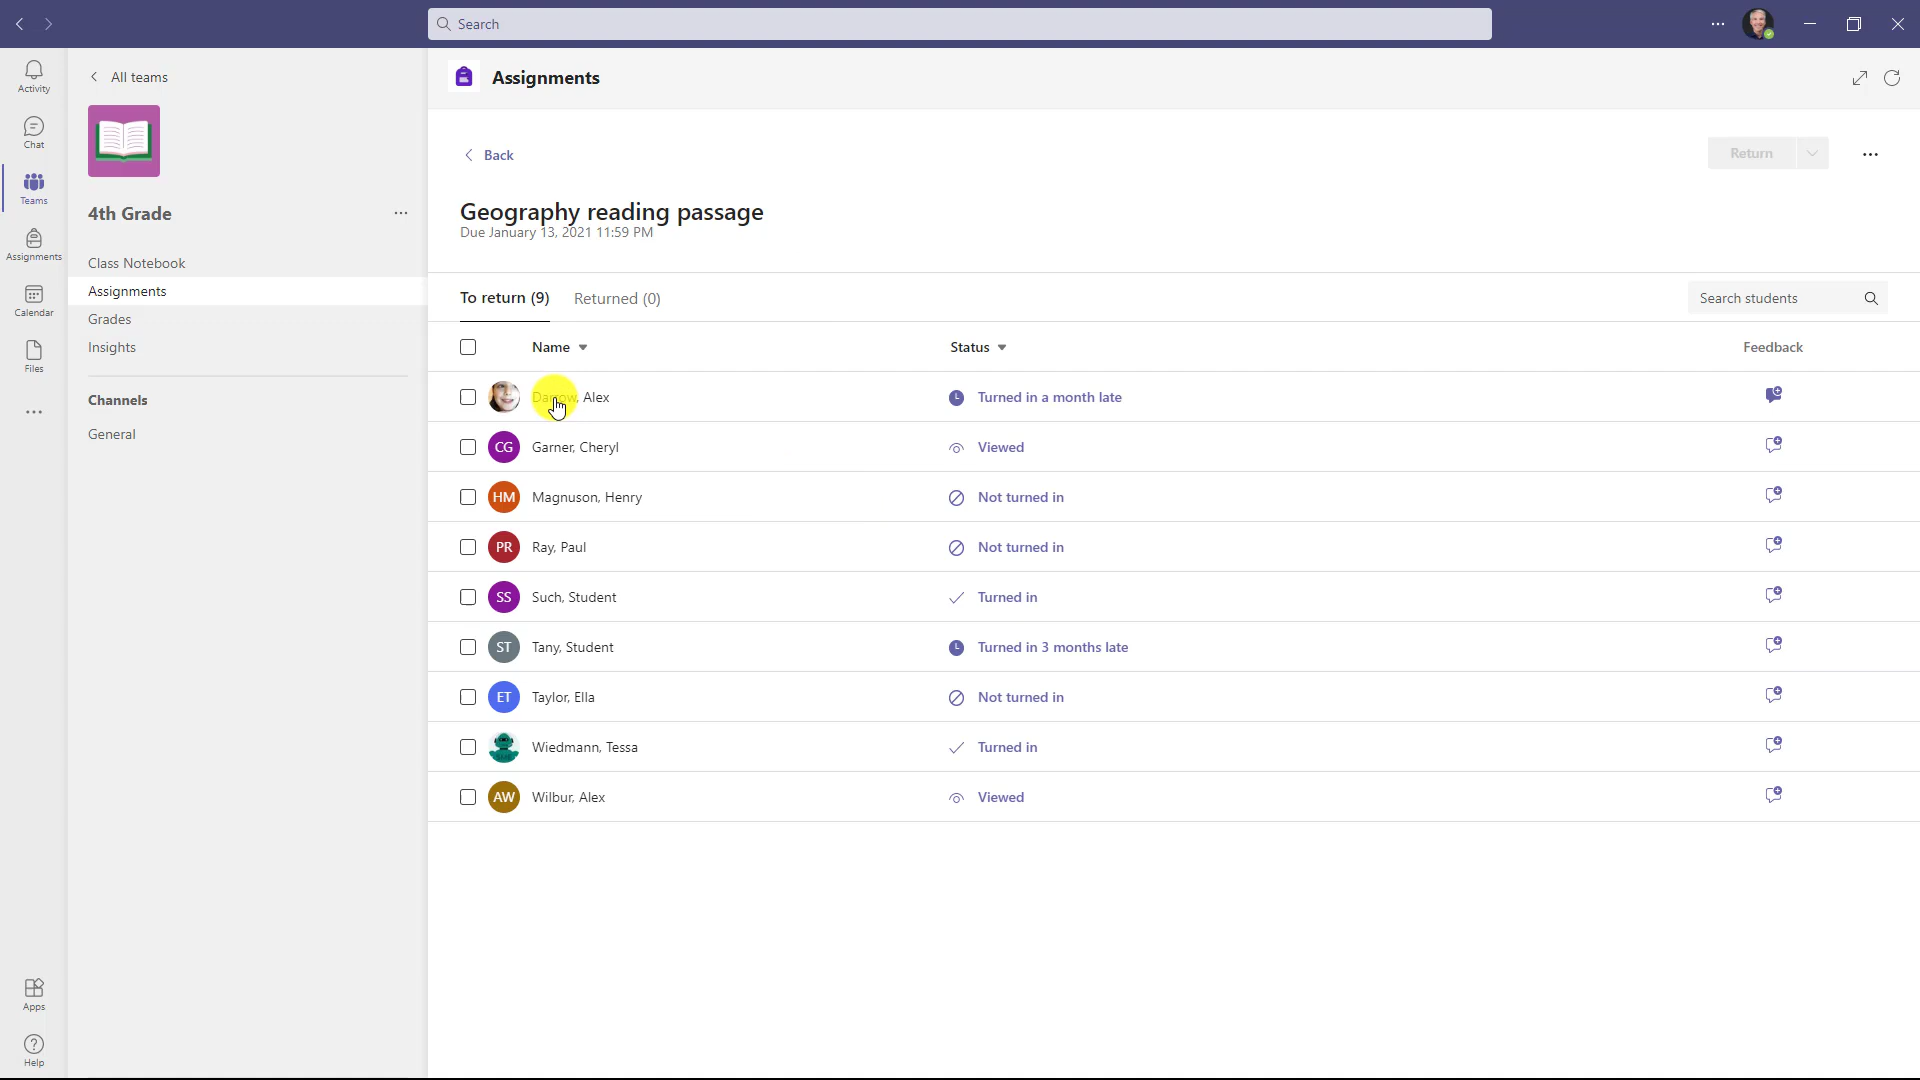 Search
Activity
Chat
Teams
Assignments
Calendar
Files
Apps
Help
All teams
4th Grade
Class Notebook
Assignments
Grades
Insights
Channels
General
Assignments
Back
Return
Geography reading passage
Due January 13, 2021 11:59 PM
To return (9) Returned (0)
Search students
Name Status Feedback
Darrow, Alex Turned in a month late
CG Garner, Cheryl Viewed
HM Magnuson, Henry Not turned in
PR Ray, Paul Not turned in
SS Such, Student Turned in
ST Tany, Student Turned in 3 months late
ET Taylor, Ella Not turned in
Wiedmann, Tessa Turned in
AW Wilbur, Alex Viewed